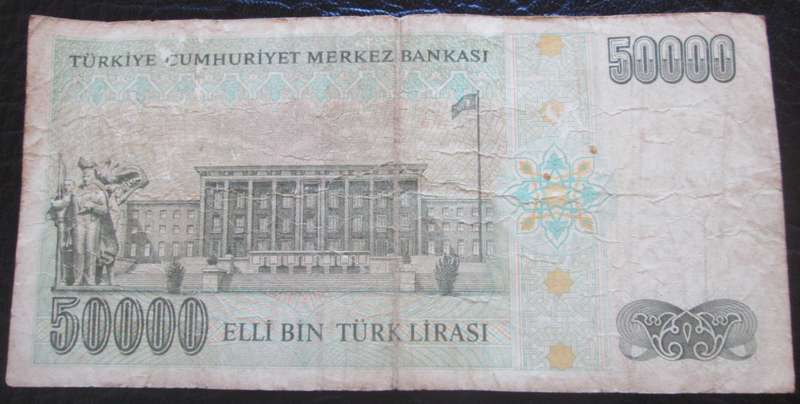 TÜRKİYE CUMHURİYET MERKEZ BANKASI
50000
50000
ELLİ BİN TÜRK LİRASI